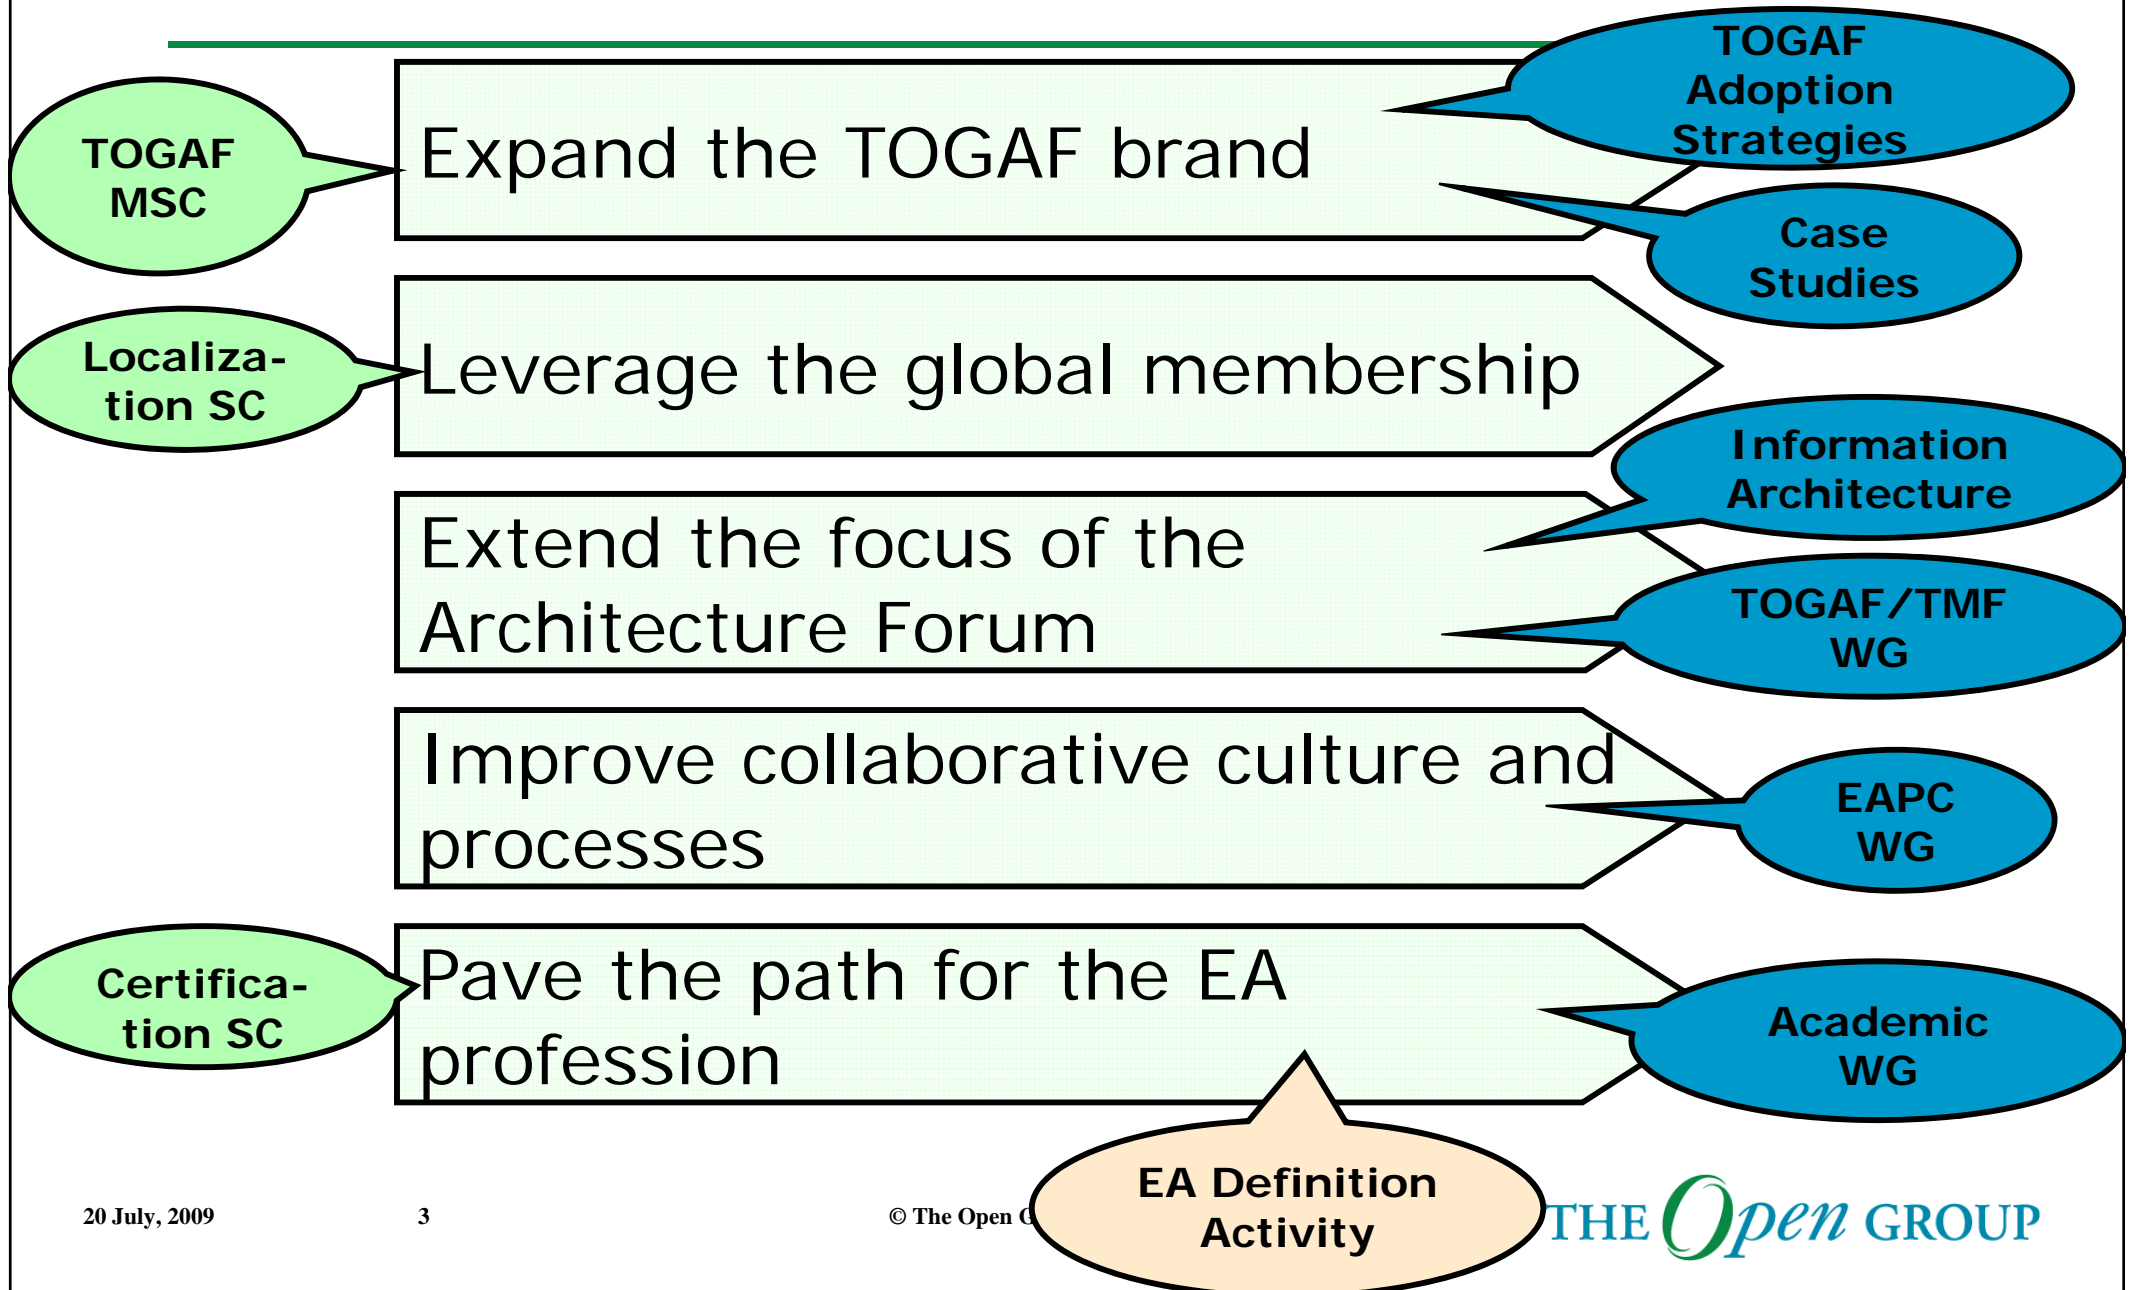 TOGAF
Adoption
Strategies
TOGAF
MSC
Expand the TOGAF brand
Case
Studies
Localiza-
tion SC
Leverage the global membership
Information
Architecture
Extend the focus of the
Architecture Forum
TOGAF/TMF
WG
Improve collaborative culture and
processes
EAPC
WG
Certifica-
tion SC
Pave the path for the EA
profession
Academic
WG
EA Definition
Activity
20 July, 2009
3
© The Open
THE Open GROUP